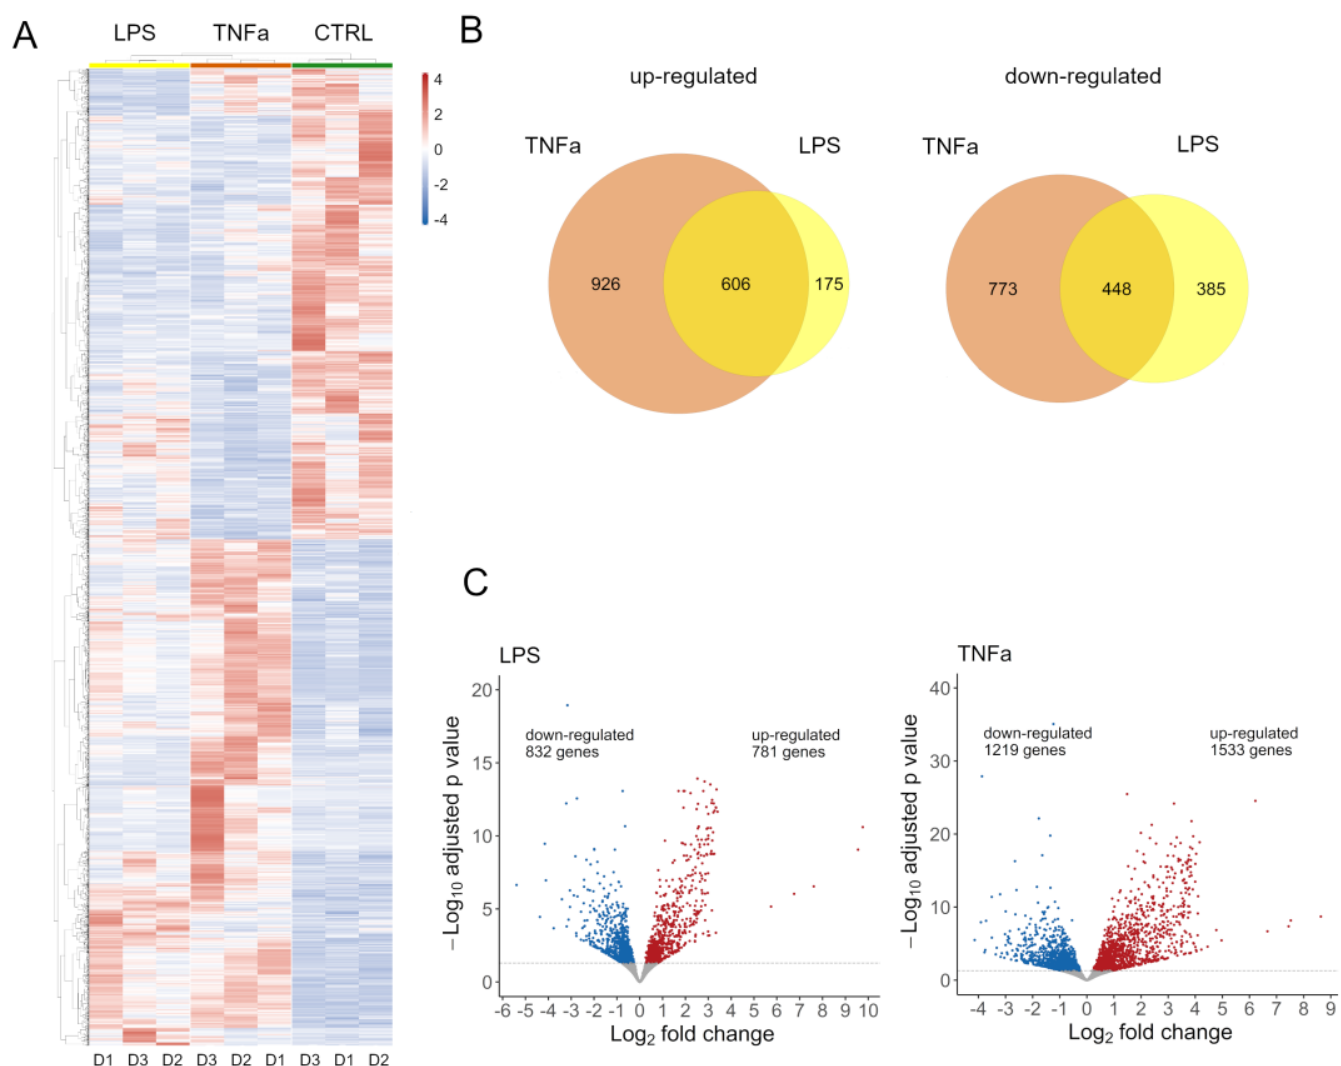 A
LPS TNFa CTRL
4
2
0
-2
-4
D1 D3 D2 D3 D2 D1 D3 D1 D2
B
up-regulated
TNFa LPS
926 606 175
down-regulated
TNFa LPS
773 448 385
C
LPS
−Log10 adjusted p value
20
15
10
5
0
down-regulated
832 genes
up-regulated
781 genes
-6 -5 -4 -3 -2 -1 0 1 2 3 4 5 6 7 8 9 10
Log2 fold change
TNFa
−Log10 adjusted p value
40
30
20
10
0
down-regulated
1219 genes
up-regulated
1533 genes
-4 -3 -2 -1 0 1 2 3 4 5 6 7 8 9
Log2 fold change